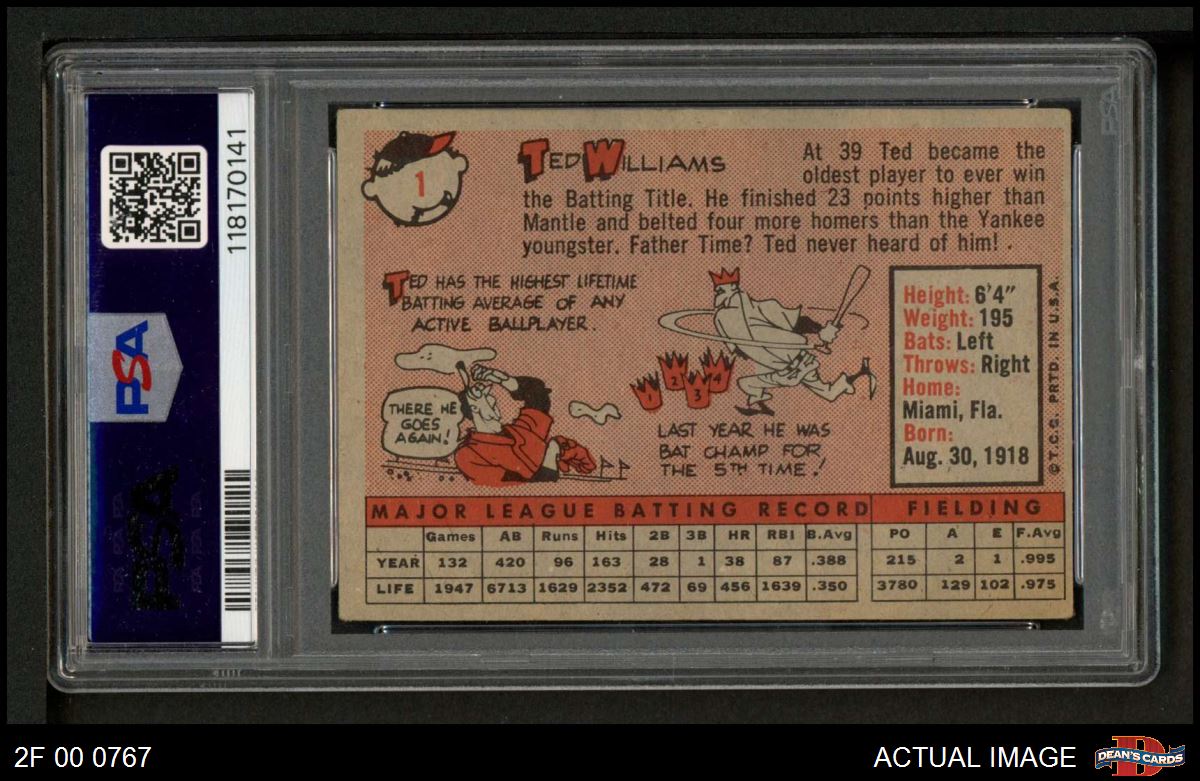 PSA
118170141
PSA
1
TED WILLIAMS
At 39 Ted became the
oldest player to ever win
the Batting Title. He finished 23 points higher than
Mantle and belted four more homers than the Yankee
youngster. Father Time? Ted never heard of him! .
TED HAS THE HIGHEST LIFETIME
BATTING AVERAGE OF ANY
ACTIVE BALLPLAYER.
THERE HE
GOES
AGAIN!
1 2 3 4
LAST YEAR HE WAS
BAT CHAMP FOR
THE 5TH TIME!
Height: 6'4"
Weight: 195
Bats: Left
Throws: Right
Home:
Miami, Fla.
Born:
Aug. 30, 1918
©T.C.G. PRTD. IN U.S.A.
MAJOR LEAGUE BATTING RECORD FIELDING
Games AB Runs Hits 2B 3B HR RBI B.Avg PO A E F.Avg
YEAR 132 420 96 163 28 1 38 87 .388 215 2 1 .995
LIFE 1947 6713 1629 2352 472 69 456 1639 .350 3780 129 102 .975
2F 00 0767
ACTUAL IMAGE
DEAN'S CARDS